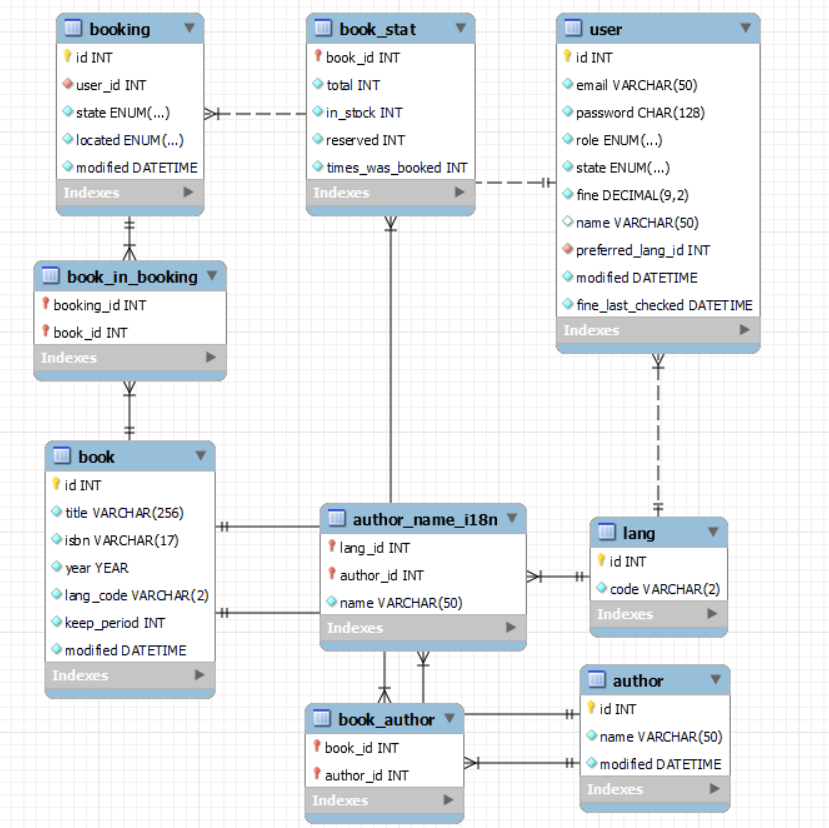 booking
id INT
user_id INT
state ENUM(...)
located ENUM(...)
modified DATETIME
Indexes
book_stat
book_id INT
total INT
in_stock INT
reserved INT
times_was_booked INT
Indexes
user
id INT
email VARCHAR(50)
password CHAR(128)
role ENUM(...)
state ENUM(...)
fine DECIMAL(9,2)
name VARCHAR(50)
preferred_lang_id INT
modified DATETIME
fine_last_checked DATETIME
Indexes
book_in_booking
booking_id INT
book_id INT
Indexes
book
id INT
title VARCHAR(256)
isbn VARCHAR(17)
year YEAR
lang_code VARCHAR(2)
keep_period INT
modified DATETIME
Indexes
author_name_i18n
lang_id INT
author_id INT
name VARCHAR(50)
Indexes
lang
id INT
code VARCHAR(2)
Indexes
book_author
book_id INT
author_id INT
Indexes
author
id INT
name VARCHAR(50)
modified DATETIME
Indexes